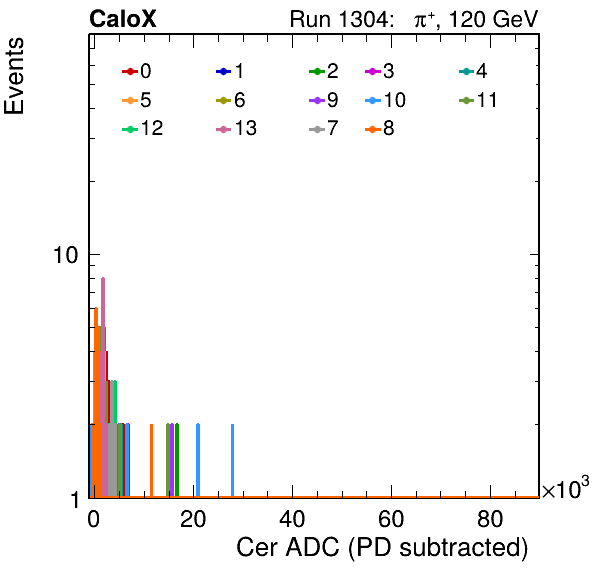 CaloX Run 1304: π⁺, 120 GeV
Events
0 1 2 3 4
5 6 9 10 11
12 13 7 8
10
1
0 20 40 60 80
×10³
Cer ADC (PD subtracted)